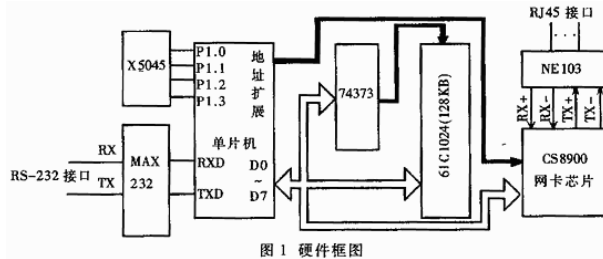 RJ45 接口
X5045
P1.0
P1.1
P1.2
P1.3
地址扩展
单片机
RXD
TXD
D0
~
D7
74373
61C1024(128KB)
NE103
RX+
RX-
TX+
TX-
CS8900
网卡芯片
RS-232 接口
RX
TX
MAX
232
图 1 硬件框图